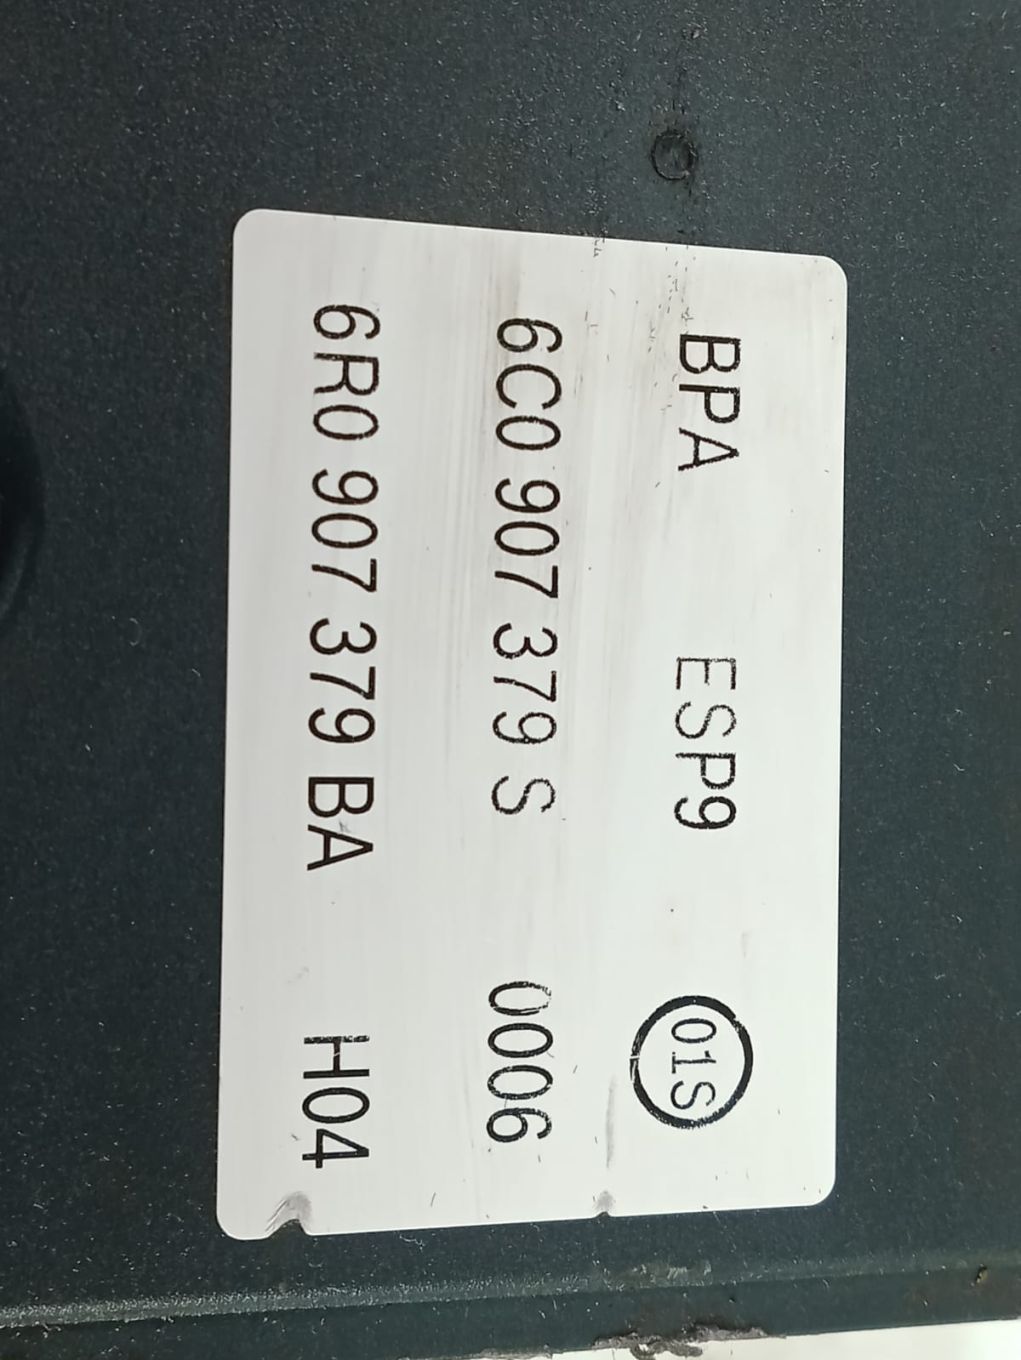 BPA ESP9 01S
6C0 907 379 S 0006
6R0 907 379 BA H04